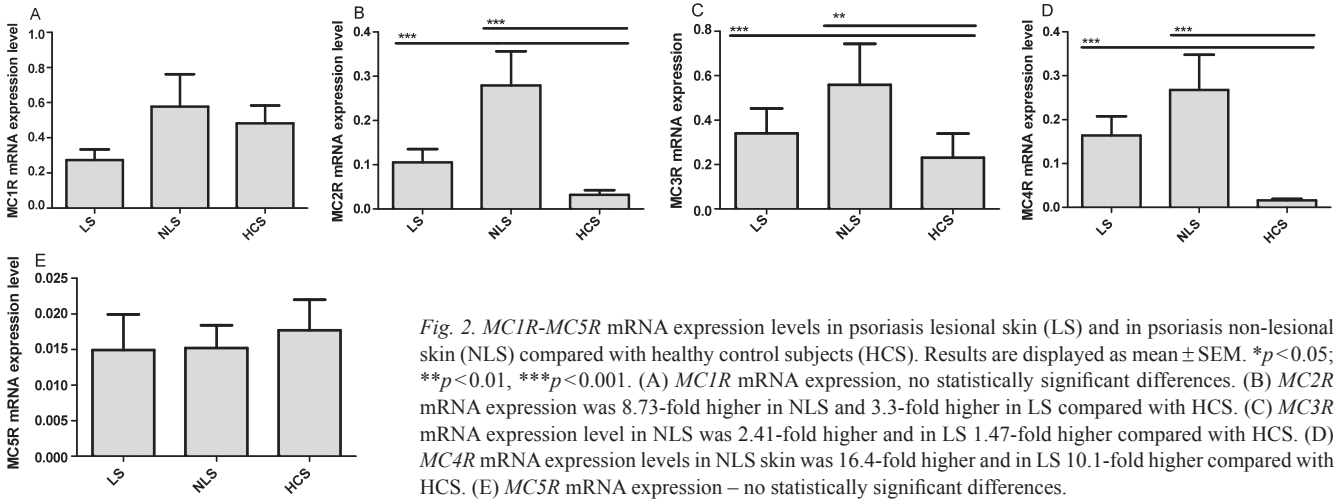 A
MC1R mRNA expression level
1.0
0.8
0.6
0.4
0.2
0.0
LS
NLS
HCS
B
MC2R mRNA expression level
0.4
0.3
0.2
0.1
0.0
***
***
LS
NLS
HCS
C
MC3R mRNA expression
0.8
0.6
0.4
0.2
0.0
**
***
LS
NLS
HCS
D
MC4R mRNA expression level
0.4
0.3
0.2
0.1
0.0
***
***
LS
NLS
HCS
E
MC5R mRNA expression level
0.025
0.020
0.015
0.010
0.005
0.000
LS
NLS
HCS
Fig. 2. MC1R-MC5R mRNA expression levels in psoriasis lesional skin (LS) and in psoriasis non-lesional
skin (NLS) compared with healthy control subjects (HCS). Results are displayed as mean ± SEM. *p<0.05;
**p<0.01, ***p<0.001. (A) MC1R mRNA expression, no statistically significant differences. (B) MC2R
mRNA expression was 8.73-fold higher in NLS and 3.3-fold higher in LS compared with HCS. (C) MC3R
mRNA expression level in NLS was 2.41-fold higher and in LS 1.47-fold higher compared with HCS. (D)
MC4R mRNA expression levels in NLS skin was 16.4-fold higher and in LS 10.1-fold higher compared with
HCS. (E) MC5R mRNA expression – no statistically significant differences.